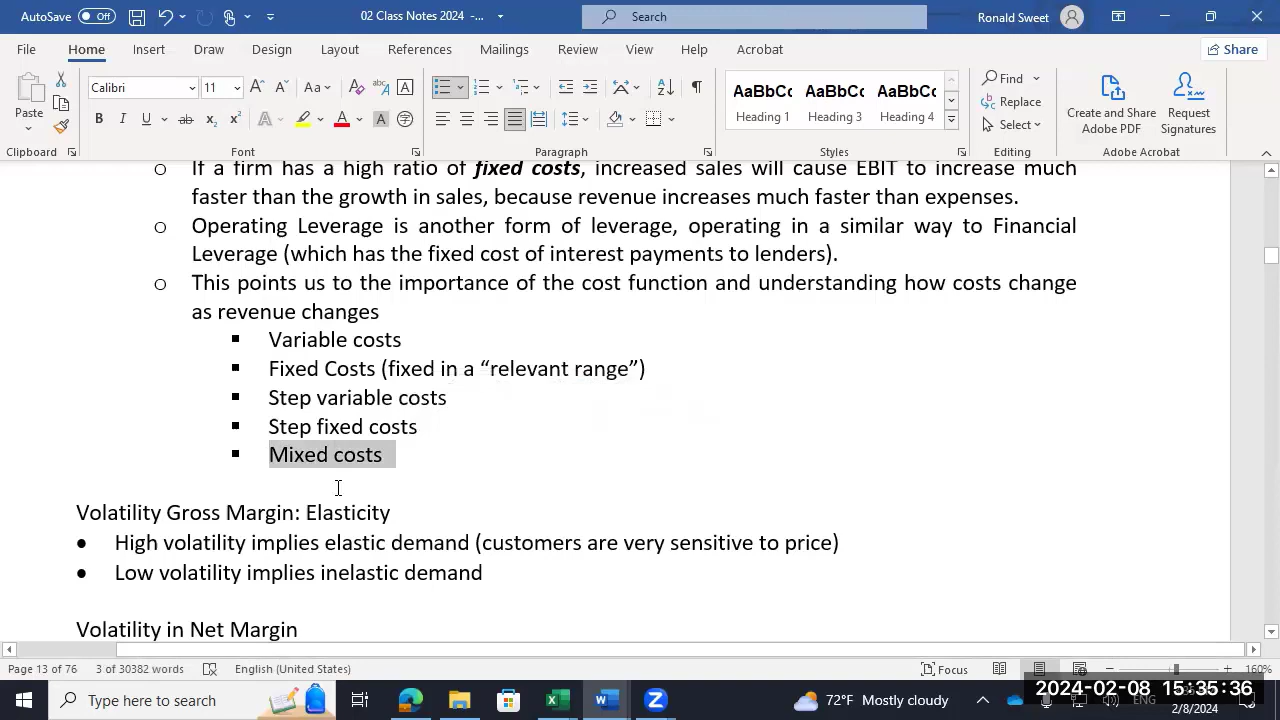 AutoSave Off 02 Class Notes 2024 -... Search Ronald Sweet
File Home Insert Draw Design Layout References Mailings Review View Help Acrobat Share
Paste Calibri 11 Aa AaBbCc AaBbCc AaBbCc Find
Heading 1 Heading 3 Heading 4 Replace Create and Share Request
Select Adobe PDF Signatures
Clipboard Font Paragraph Styles Editing Adobe Acrobat
o If a firm has a high ratio of fixed costs, increased sales will cause EBIT to increase much
faster than the growth in sales, because revenue increases much faster than expenses.
o Operating Leverage is another form of leverage, operating in a similar way to Financial
Leverage (which has the fixed cost of interest payments to lenders).
o This points us to the importance of the cost function and understanding how costs change
as revenue changes
▪ Variable costs
▪ Fixed Costs (fixed in a “relevant range”)
▪ Step variable costs
▪ Step fixed costs
▪ Mixed costs
Volatility Gross Margin: Elasticity
• High volatility implies elastic demand (customers are very sensitive to price)
• Low volatility implies inelastic demand
Volatility in Net Margin
Page 13 of 76 3 of 30382 words English (United States) Focus 160%
Type here to search 72°F Mostly cloudy ENG 2024-02-08 15:35:36
2/8/2024